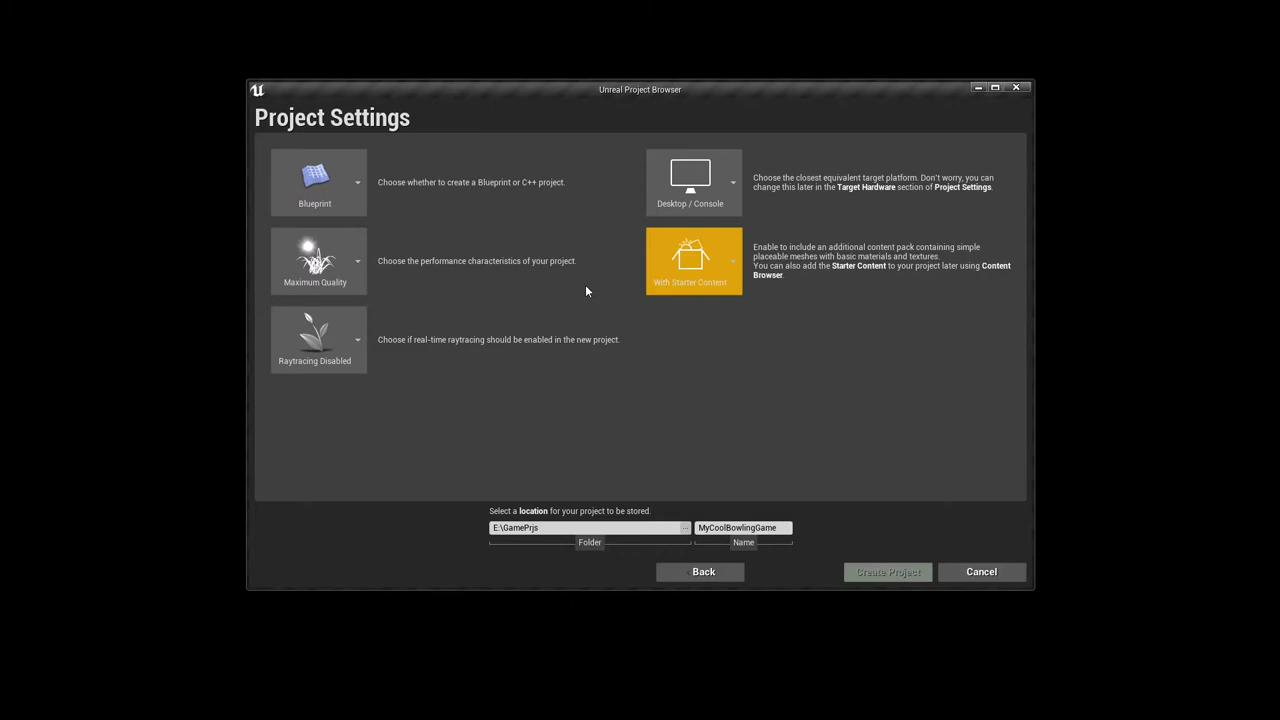 Unreal Project Browser
Project Settings
Blueprint
Choose whether to create a Blueprint or C++ project.
Desktop / Console
Choose the closest equivalent target platform. Don't worry, you can
change this later in the Target Hardware section of Project Settings.
Maximum Quality
Choose the performance characteristics of your project.
With Starter Content
Enable to include an additional content pack containing simple
placeable meshes with basic materials and textures.
You can also add the Starter Content to your project later using Content
Browser.
Raytracing Disabled
Choose if real-time raytracing should be enabled in the new project.
Select a location for your project to be stored.
E:\GamePrjs
...
MyCoolBowlingGame
Folder
Name
Back
Create Project
Cancel